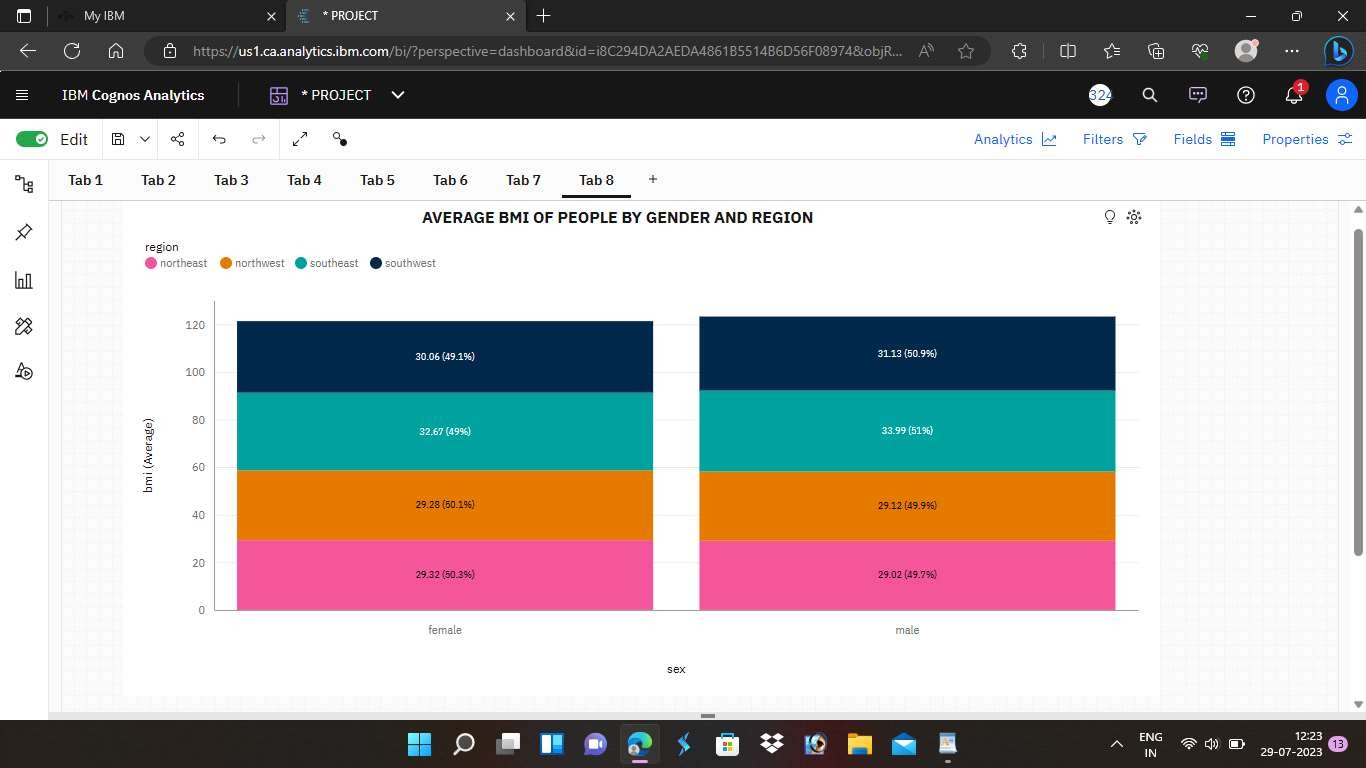 My IBM
* PROJECT
https://us1.ca.analytics.ibm.com/bi/?perspective=dashboard&id=i8C294DA2AEDA4861B5514B6D56F08974&objR...
IBM Cognos Analytics
* PROJECT
324
1
Edit
Analytics
Filters
Fields
Properties
Tab 1
Tab 2
Tab 3
Tab 4
Tab 5
Tab 6
Tab 7
Tab 8
+
AVERAGE BMI OF PEOPLE BY GENDER AND REGION
region
northeast
northwest
southeast
southwest
bmi (Average)
120
100
80
60
40
20
0
30.06 (49.1%)
31.13 (50.9%)
32.67 (49%)
33.99 (51%)
29.28 (50.1%)
29.12 (49.9%)
29.32 (50.3%)
29.02 (49.7%)
female
male
sex
ENG
IN
12:23
29-07-2023
13